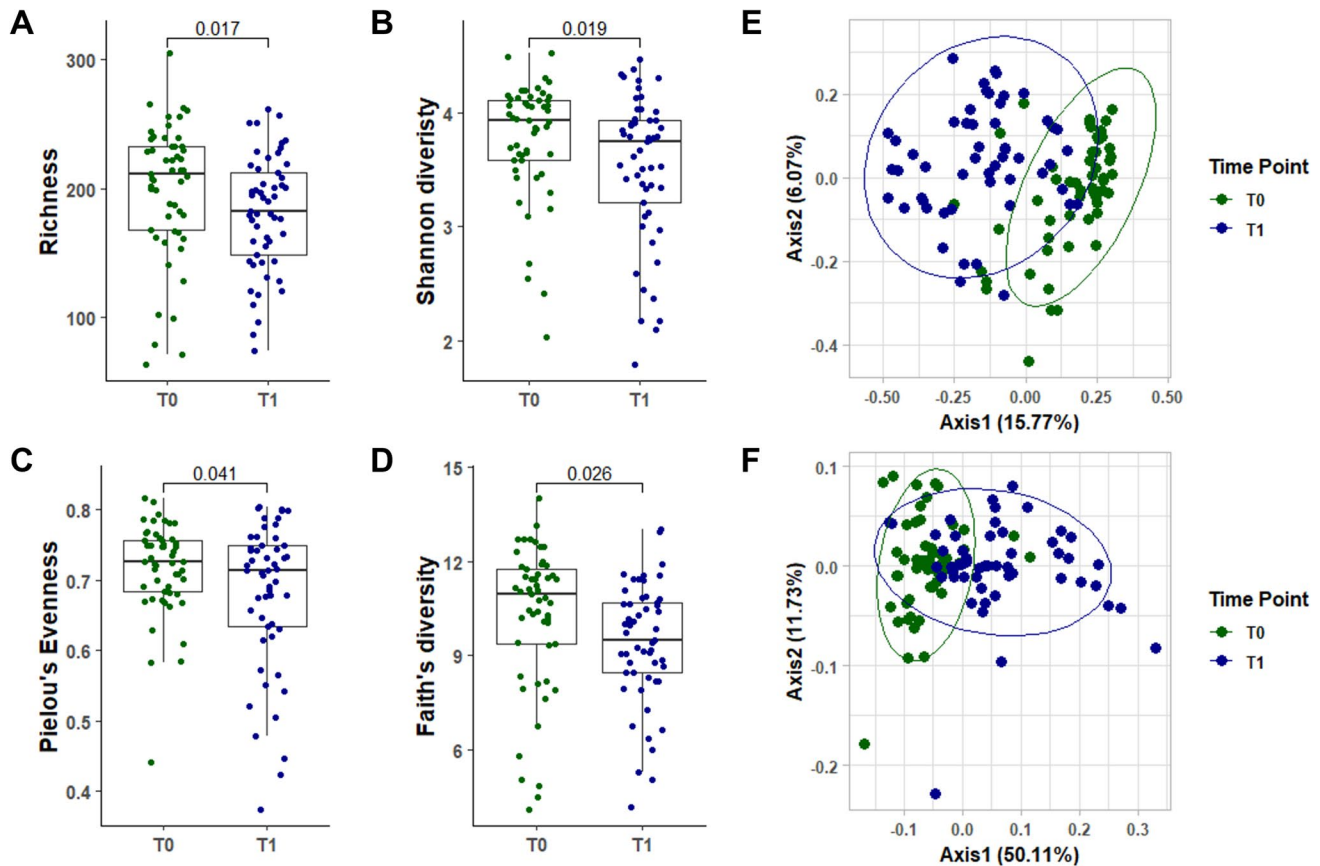 A
0.017
300
200
100
Richness
T0
T1
B
0.019
4
3
2
Shannon diveristy
T0
T1
E
0.2
0.0
-0.2
-0.4
Axis2 (6.07%)
-0.50
-0.25
0.00
0.25
0.50
Axis1 (15.77%)
Time Point
T0
T1
C
0.041
0.8
0.7
0.6
0.5
0.4
Pielou's Evenness
T0
T1
D
0.026
15
12
9
6
Faith's diversity
T0
T1
F
0.1
0.0
-0.1
-0.2
Axis2 (11.73%)
-0.1
0.0
0.1
0.2
0.3
Axis1 (50.11%)
Time Point
T0
T1